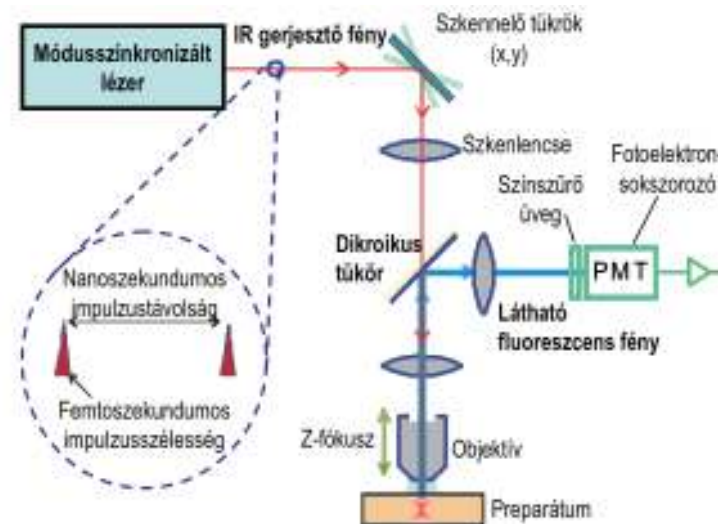 Módusszinkronizált
lézer
IR gerjesztő fény
Szkennelő tükrök
(x,y)
Szkenlencse
Fotoelektron-
sokszorozó
Színszűrő
üveg
PMT
Dikroikus
tükör
Látható
fluoreszcens fény
Nanoszekundumos
impulzustávolság
Femtoszekundumos
impulzusszélesség
Z-fókusz
Objektív
Preparátum